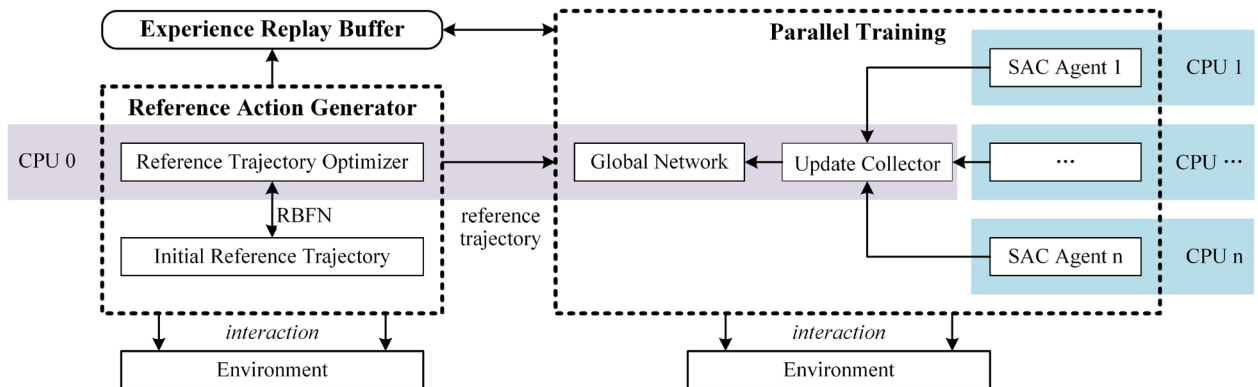 Experience Replay Buffer
Parallel Training
SAC Agent 1
CPU 1
Reference Action Generator
CPU 0
Reference Trajectory Optimizer
Global Network
Update Collector
...
CPU ...
RBFN
reference
trajectory
Initial Reference Trajectory
SAC Agent n
CPU n
interaction
interaction
Environment
Environment